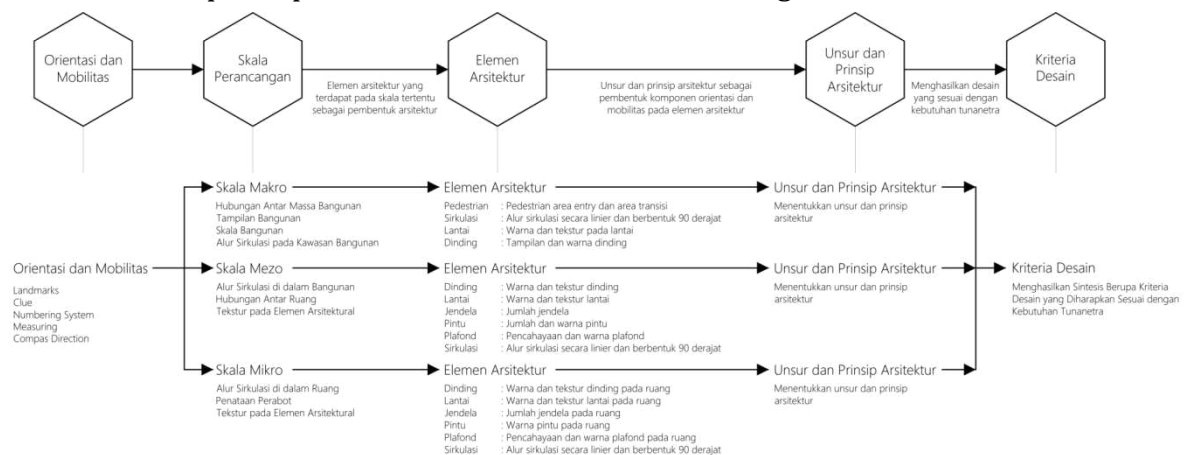 Orientasi dan
Mobilitas
Skala
Perancangan
Elemen arsitektur yang
terdapat pada skala tertentu
sebagai pembentuk arsitektur
Elemen
Arsitektur
Unsur dan prinsip arsitektur sebagai
pembentuk komponen orientasi dan
mobilitas pada elemen arsitektur
Unsur dan
Prinsip
Arsitektur
Menghasilkan desain
yang sesuai dengan
kebutuhan tunanetra
Kriteria
Desain
Orientasi dan Mobilitas
Landmarks
Clue
Numbering System
Measuring
Compas Direction
Skala Makro
Hubungan Antar Massa Bangunan
Tampilan Bangunan
Skala Bangunan
Alur Sirkulasi pada Kawasan Bangunan
Elemen Arsitektur
Pedestrian : Pedestrian area entry dan area transisi
Sirkulasi : Alur sirkulasi secara linier dan berbentuk 90 derajat
Lantai : Warna dan tekstur pada lantai
Dinding : Tampilan dan warna dinding
Unsur dan Prinsip Arsitektur
Menentukkan unsur dan prinsip
arsitektur
Skala Mezo
Alur Sirkulasi di dalam Bangunan
Hubungan Antar Ruang
Tekstur pada Elemen Arsitektural
Elemen Arsitektur
Dinding : Warna dan tekstur dinding
Lantai : Warna dan tekstur lantai
Jendela : Jumlah jendela
Pintu : Jumlah dan warna pintu
Plafond : Pencahayaan dan warna plafond
Sirkulasi : Alur sirkulasi secara linier dan berbentuk 90 derajat
Unsur dan Prinsip Arsitektur
Menentukkan unsur dan prinsip
arsitektur
Skala Mikro
Alur Sirkulasi di dalam Ruang
Penataan Perabot
Tekstur pada Elemen Arsitektural
Elemen Arsitektur
Dinding : Warna dan tekstur dinding pada ruang
Lantai : Warna dan tekstur lantai pada ruang
Jendela : Jumlah jendela pada ruang
Pintu : Warna pintu pada ruang
Plafond : Pencahayaan dan warna plafond pada ruang
Sirkulasi : Alur sirkulasi secara linier dan berbentuk 90 derajat
Unsur dan Prinsip Arsitektur
Menentukkan unsur dan prinsip
arsitektur
Kriteria Desain
Menghasilkan Sintesis Berupa Kriteria
Desain yang Diharapkan Sesuai dengan
Kebutuhan Tunanetra